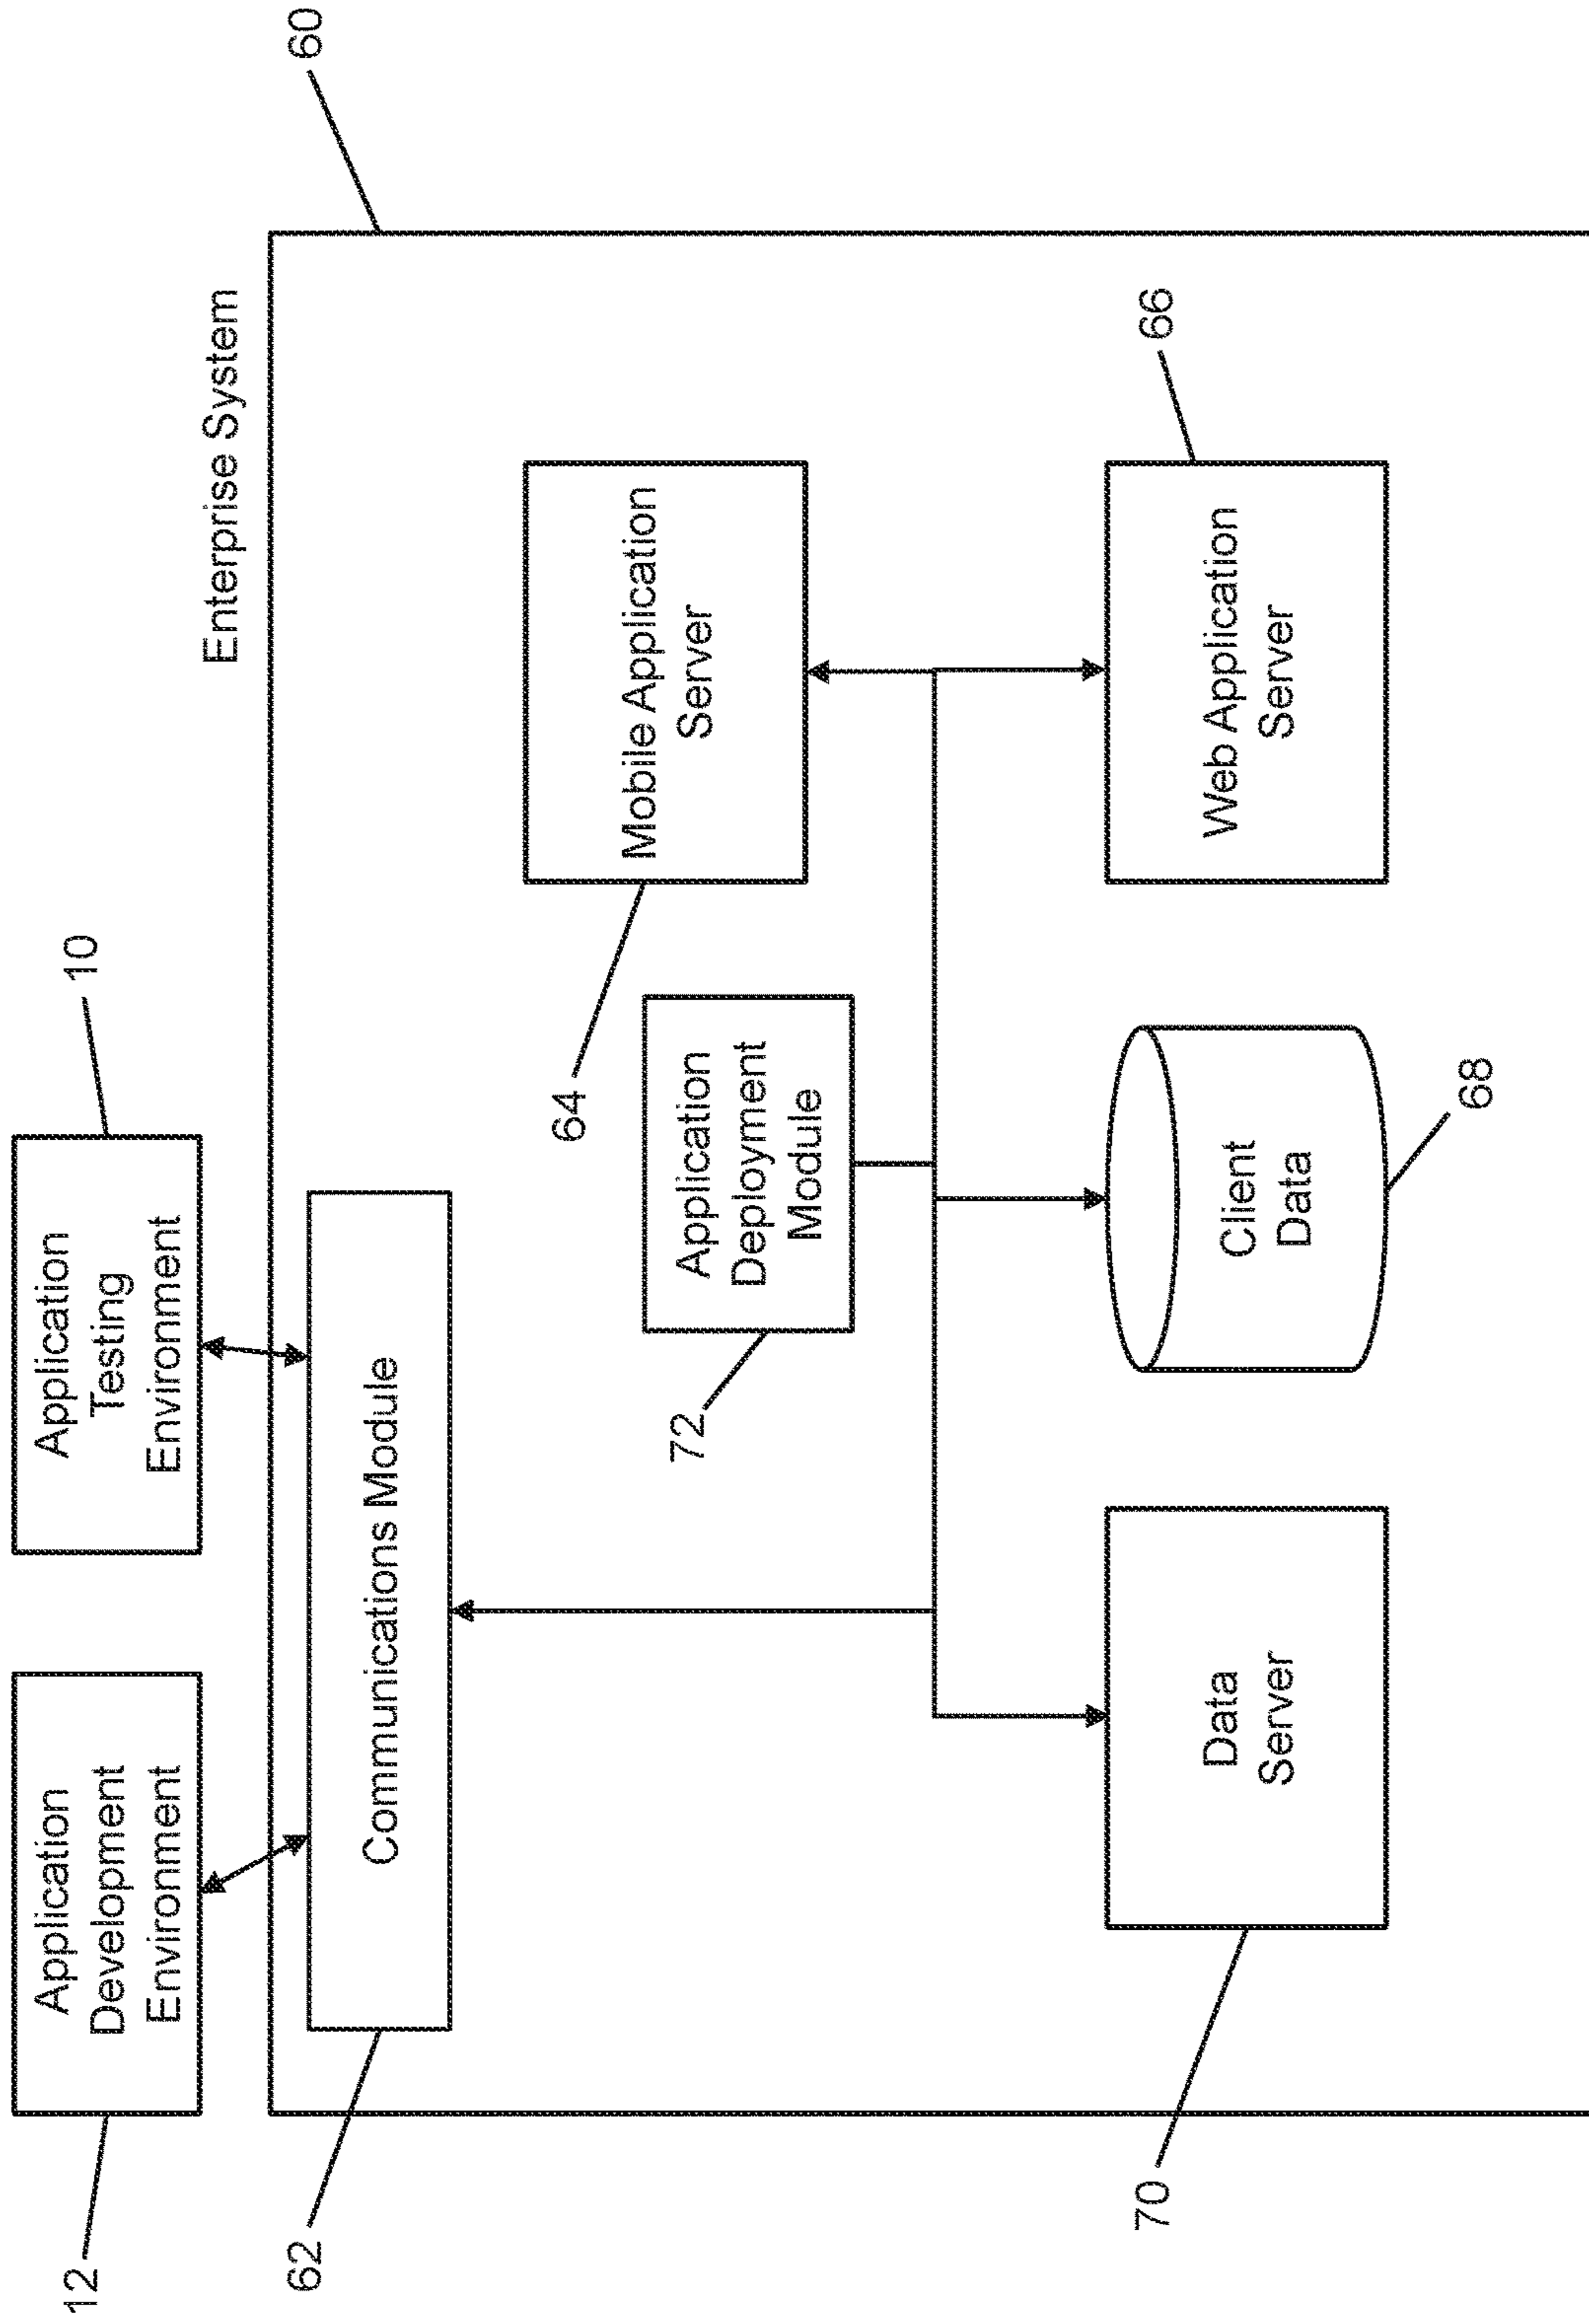 12
Application
Development
Environment
Application
Testing
Environment
10
Enterprise System
60
62
Communications Module
72
Application
Deployment
Module
64
Mobile Application
Server
70
Data
Server
Client
Data
68
Web Application
Server
66